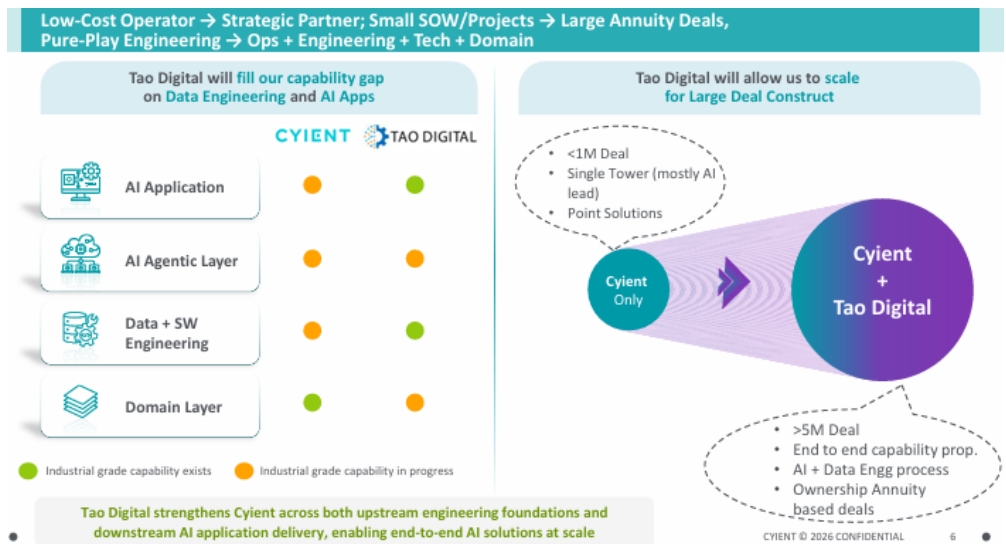 Low-Cost Operator → Strategic Partner; Small SOW/Projects → Large Annuity Deals,
Pure-Play Engineering → Ops + Engineering + Tech + Domain
Tao Digital will fill our capability gap
on Data Engineering and AI Apps
CYIENT TAO DIGITAL
AI Application
AI Agentic Layer
Data + SW
Engineering
Domain Layer
Industrial grade capability exists
Industrial grade capability in progress
Tao Digital will allow us to scale
for Large Deal Construct
• <1M Deal
• Single Tower (mostly AI
lead)
• Point Solutions
Cyient
Only
Cyient
+
Tao Digital
• >5M Deal
• End to end capability prop.
• AI + Data Engg process
• Ownership Annuity
based deals
Tao Digital strengthens Cyient across both upstream engineering foundations and
downstream AI application delivery, enabling end-to-end AI solutions at scale
CYIENT © 2026 CONFIDENTIAL 6